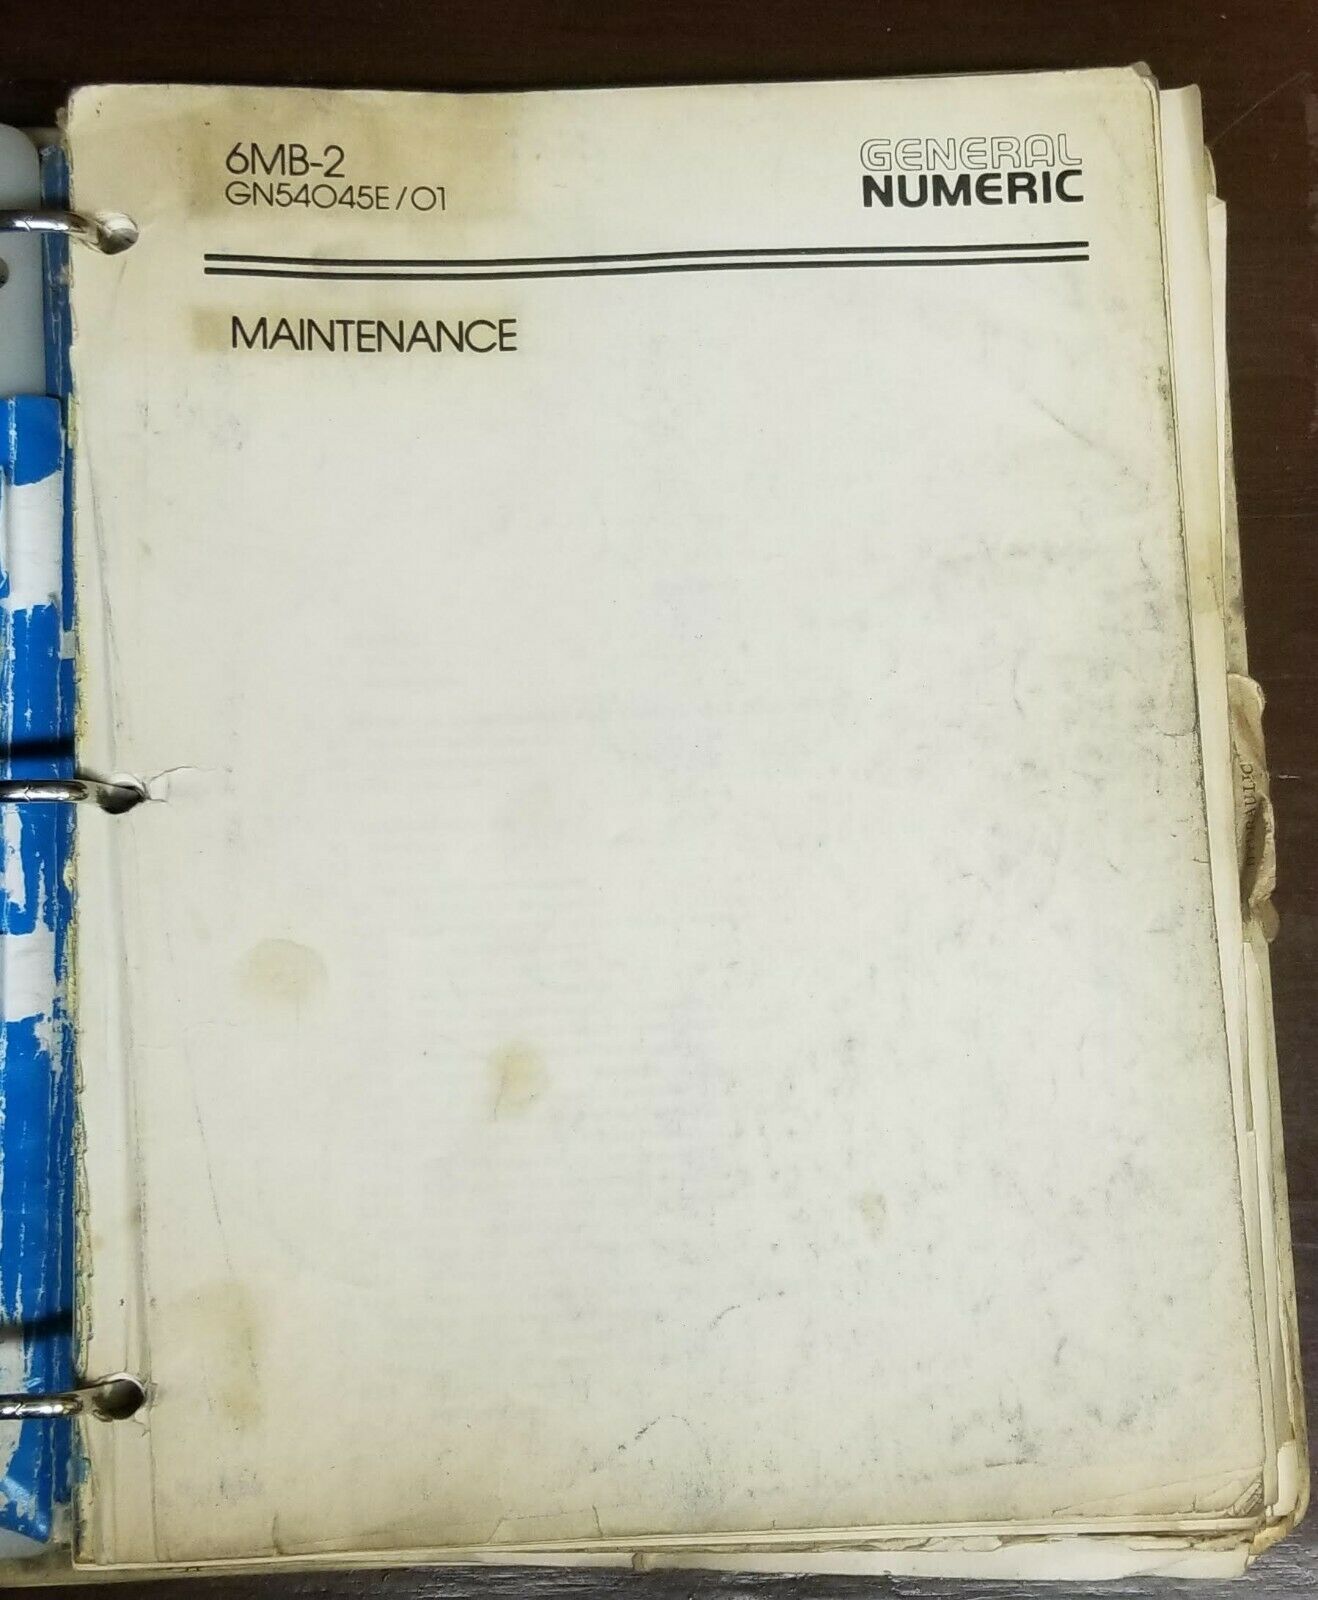 6MB-2
GN54045E/01
GENERAL
NUMERIC
MAINTENANCE